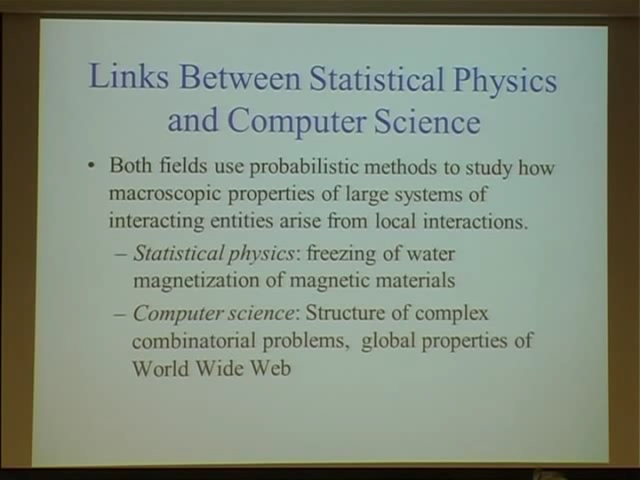 Links Between Statistical Physics
and Computer Science
• Both fields use probabilistic methods to study how
macroscopic properties of large systems of
interacting entities arise from local interactions.
– Statistical physics: freezing of water
magnetization of magnetic materials
– Computer science: Structure of complex
combinatorial problems, global properties of
World Wide Web